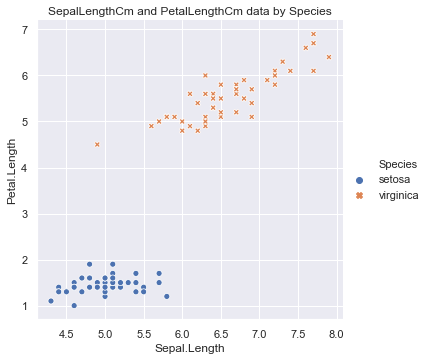 SepalLengthCm and PetalLengthCm data by Species
7
6
5
4
3
2
1
Petal.Length
4.5 5.0 5.5 6.0 6.5 7.0 7.5 8.0
Sepal.Length
Species
setosa
virginica